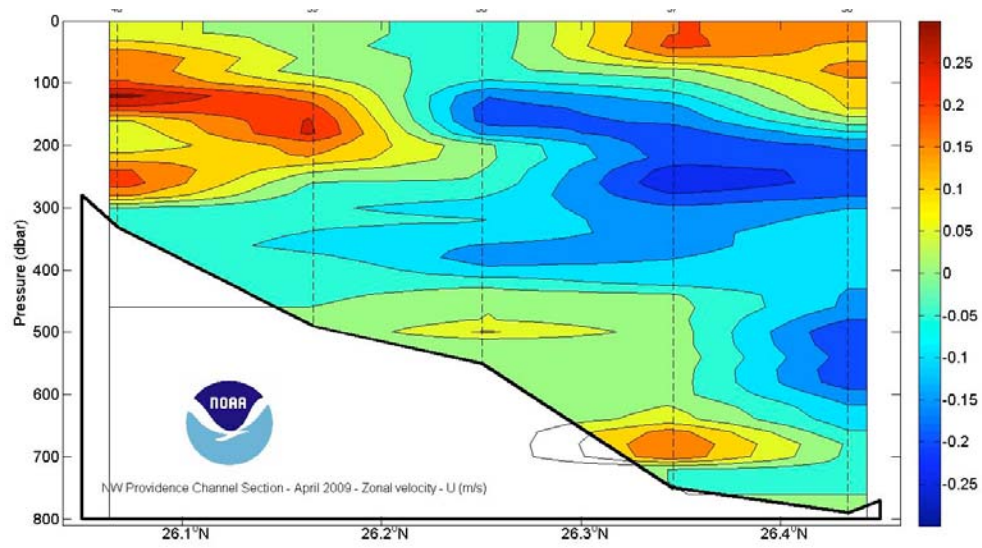 0
100
200
300
400
500
600
700
800
Pressure (dbar)
26.1°N
26.2°N
26.3°N
26.4°N
NOAA
NW Providence Channel Section - April 2009 - Zonal velocity - U (m/s)
0.25
0.2
0.15
0.1
0.05
0
-0.05
-0.1
-0.15
-0.2
-0.25